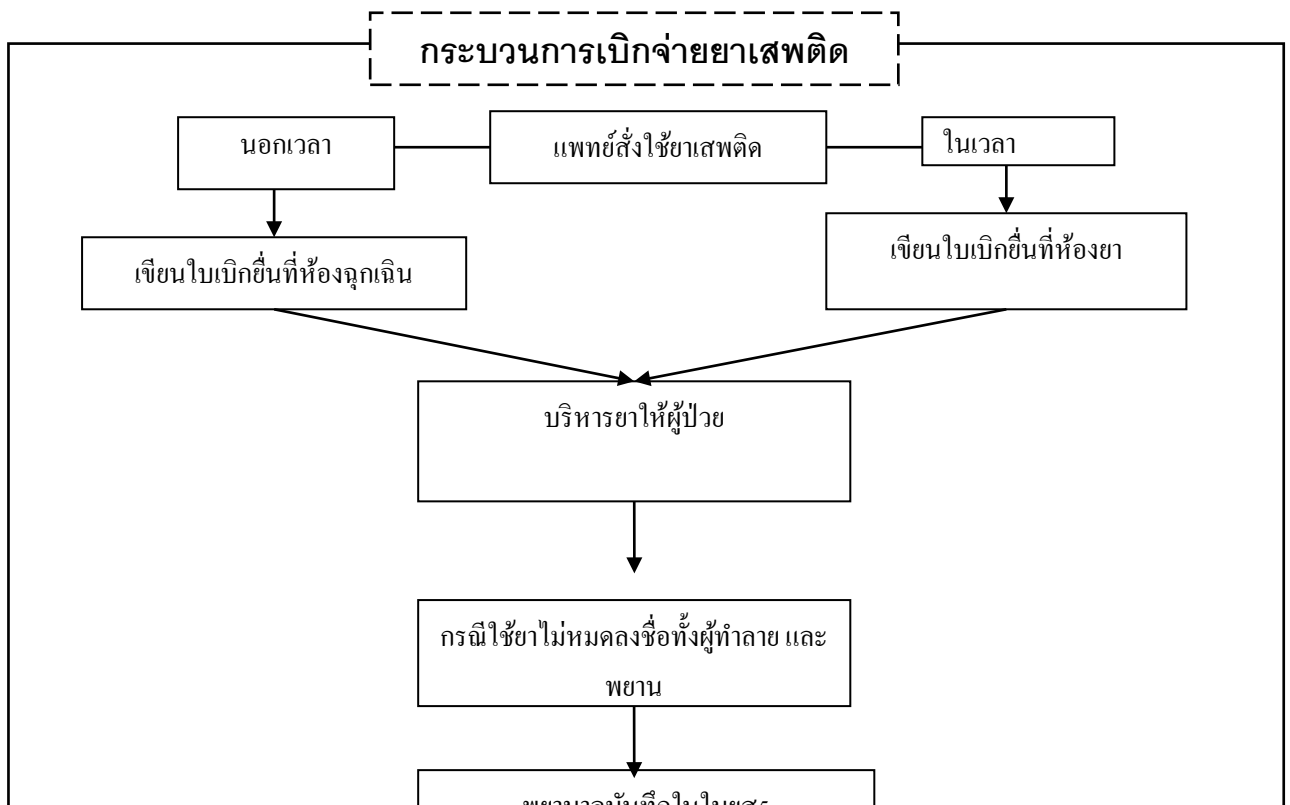 กระบวนการเบิกจ่ายยาเสพติด
นอกเวลา
แพทย์สั่งใช้ยาเสพติด
ในเวลา
เขียนใบเบิกยื่นที่ห้องฉุกเฉิน
เขียนใบเบิกยื่นที่ห้องยา
บริหารยาให้ผู้ป่วย
กรณีใช้ยาไม่หมดลงชื่อทั้งผู้ทำลาย และ
พยาน